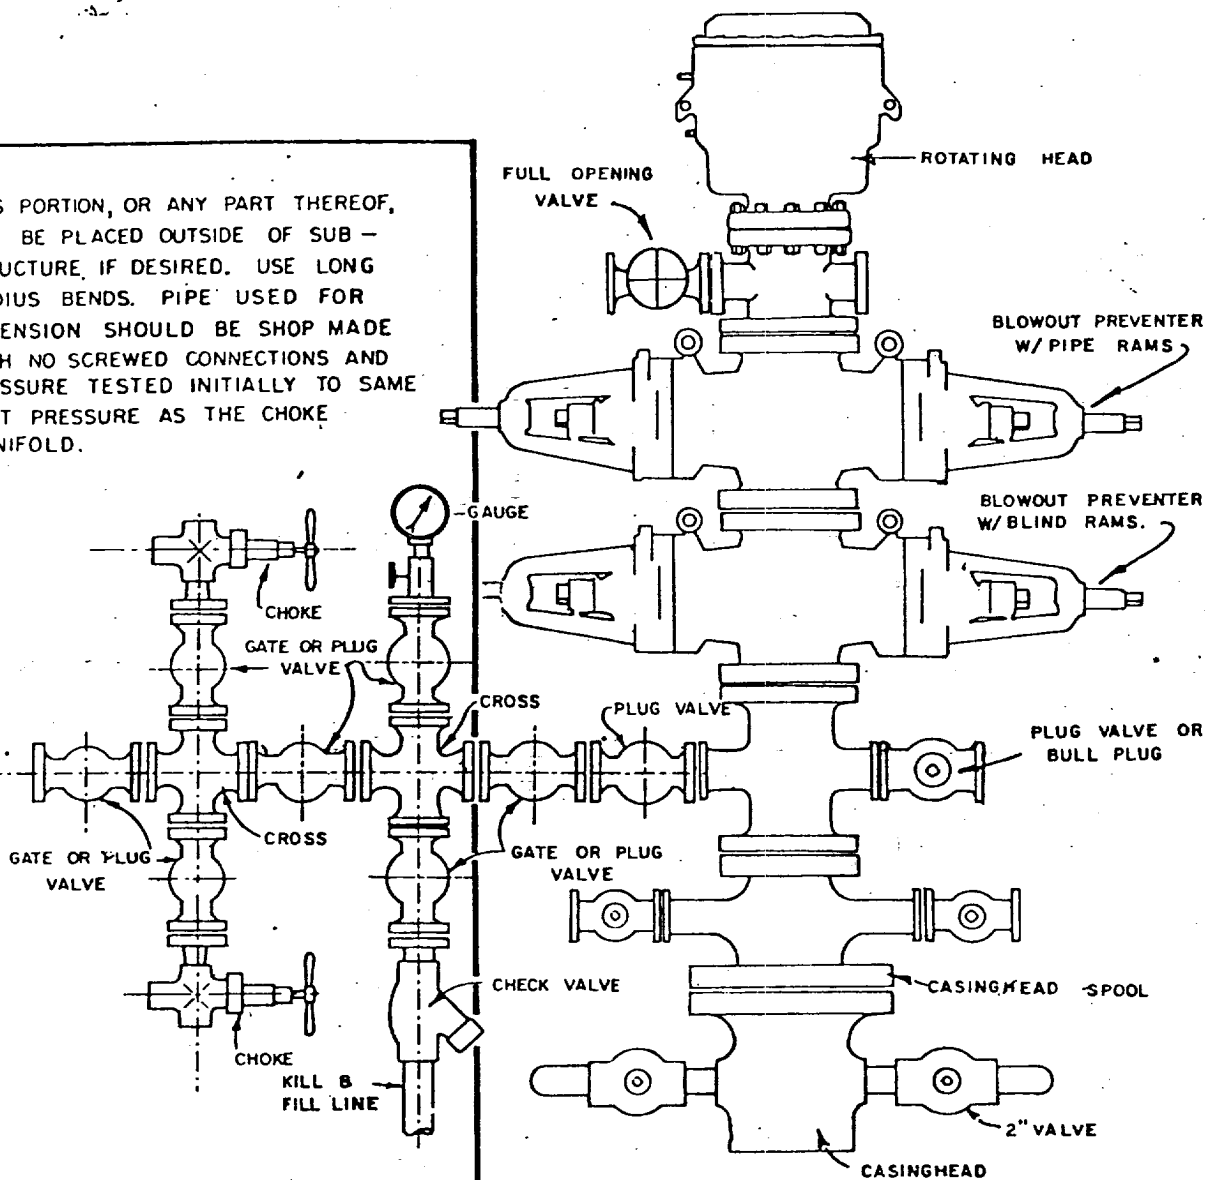 ROTATING HEAD
FULL OPENING
VALVE
S PORTION, OR ANY PART THEREOF,
BE PLACED OUTSIDE OF SUB-
UCTURE, IF DESIRED. USE LONG
DIUS BENDS. PIPE USED FOR
ENSION SHOULD BE SHOP MADE
H NO SCREWED CONNECTIONS AND
SSURE TESTED INITIALLY TO SAME
T PRESSURE AS THE CHOKE
NIFOLD.
BLOWOUT PREVENTER
W/PIPE RAMS
BLOWOUT PREVENTER
W/BLIND RAMS.
GAUGE
CHOKE
GATE OR PLUG
VALVE
CROSS
PLUG VALVE
PLUG VALVE OR
BULL PLUG
CROSS
GATE OR PLUG
VALVE
GATE OR PLUG
VALVE
CHECK VALVE
CASINGHEAD SPOOL
CHOKE
KILL &
FILL LINE
2" VALVE
CASINGHEAD